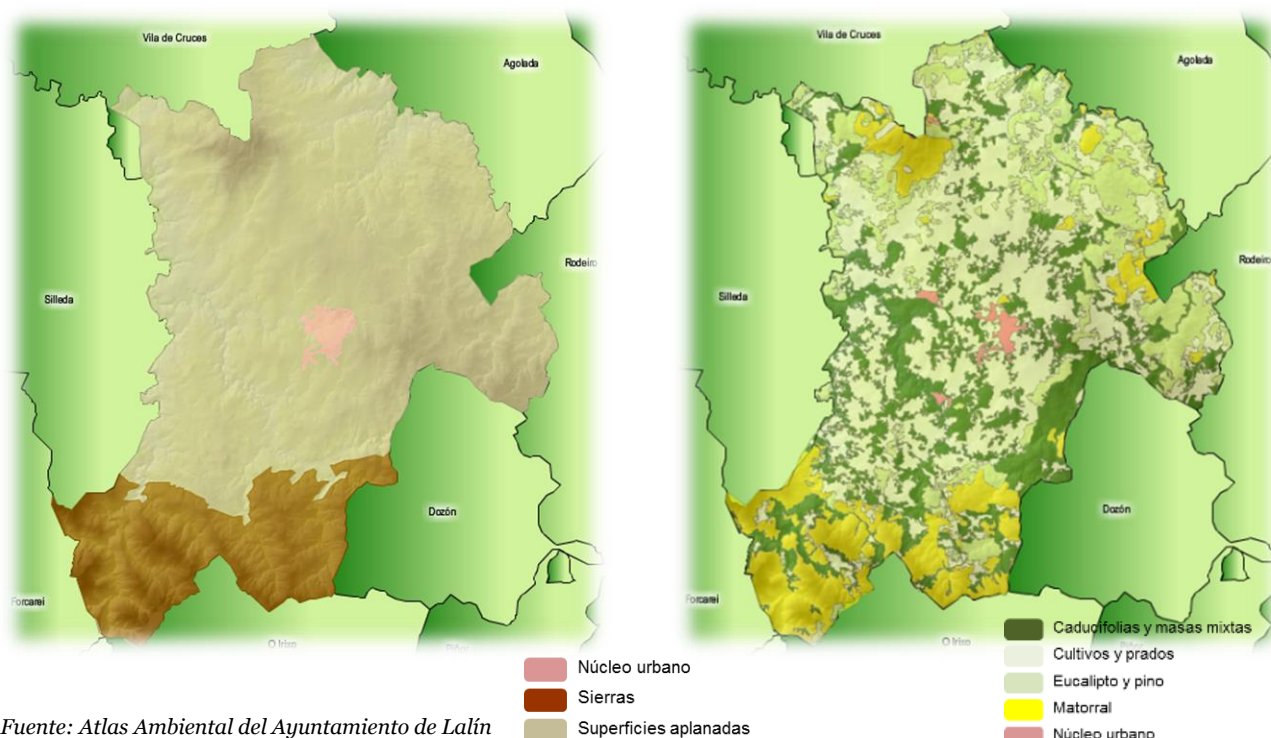 Vila de Cruces
Agolada
Rodeiro
Silleda
Dozón
Forcarei
O Irixo
Vila de Cruces
Agolada
Rodeiro
Silleda
Dozón
Forcarei
O Irixo
Núcleo urbano
Sierras
Superficies aplanadas
Caducifolias y masas mixtas
Cultivos y prados
Eucalipto y pino
Matorral
Núcleo urbano
Fuente: Atlas Ambiental del Ayuntamiento de Lalín